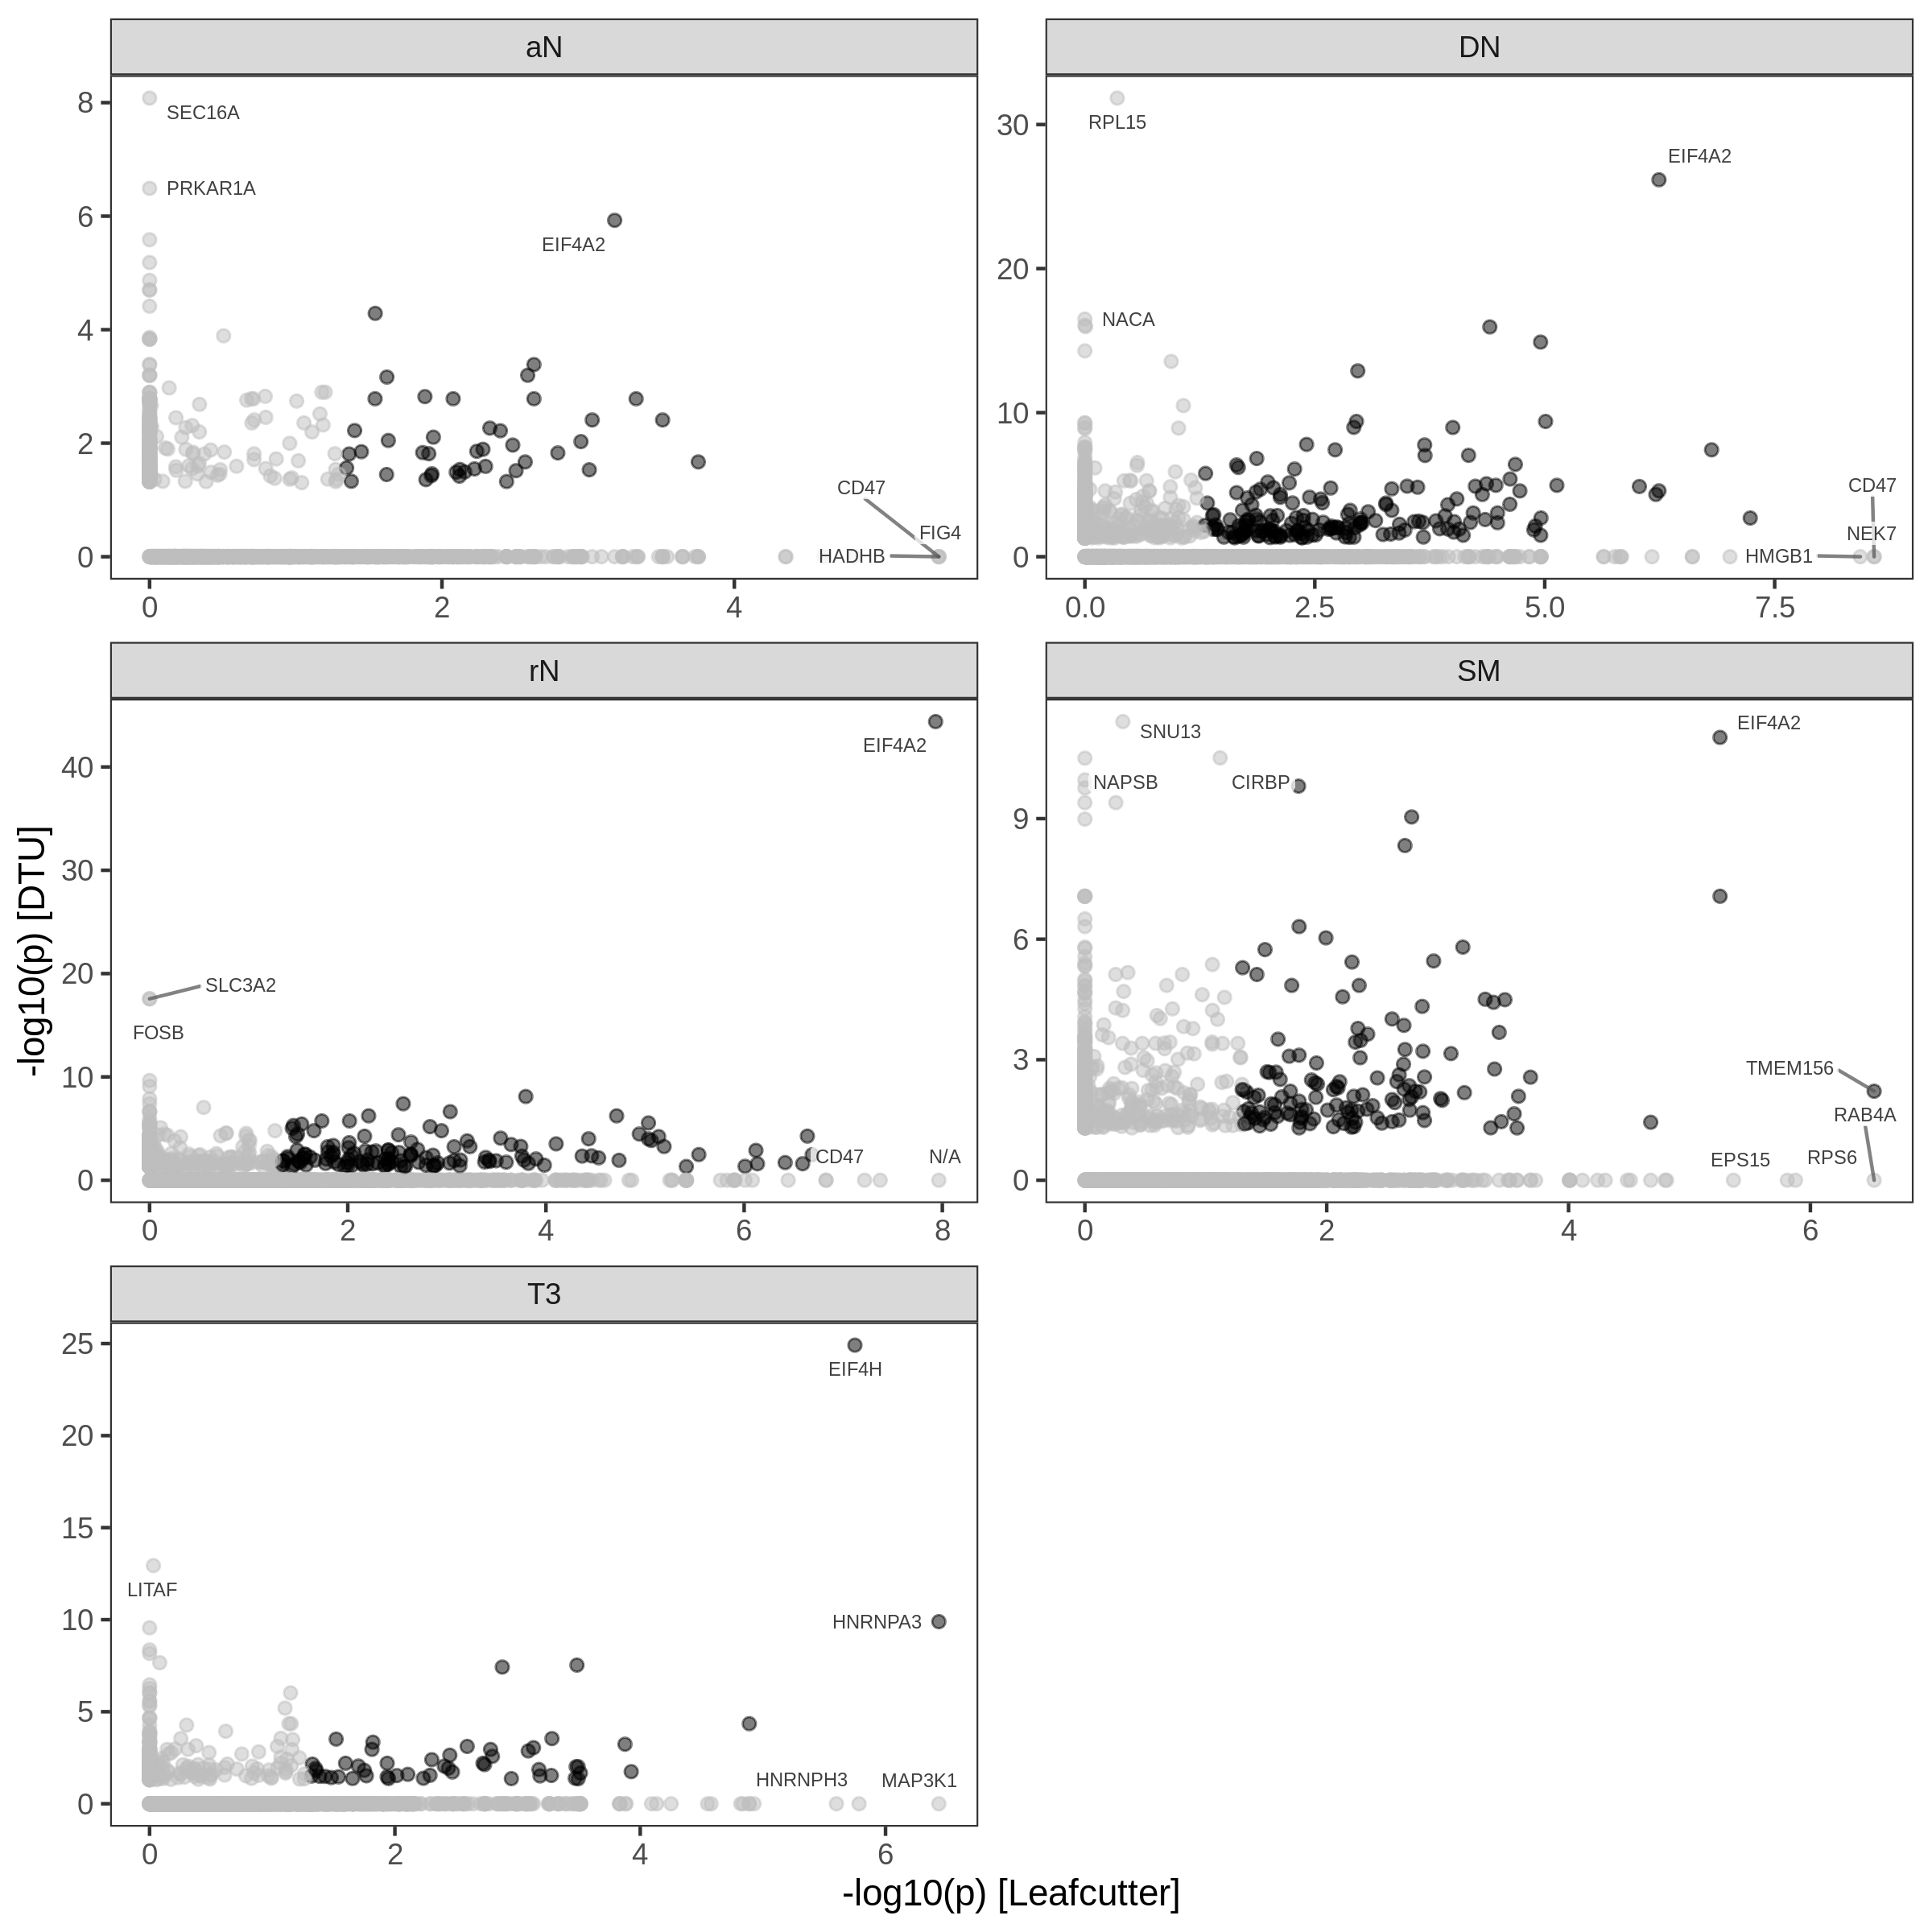 aN
DN
8
6
4
2
0
SEC16A
PRKAR1A
EIF4A2
CD47
FIG4
HADHB
0
2
4
30
20
10
0
RPL15
EIF4A2
NACA
CD47
NEK7
HMGB1
0.0
2.5
5.0
7.5
rN
SM
40
30
20
10
0
EIF4A2
SLC3A2
FOSB
CD47
N/A
0
2
4
6
8
9
6
3
0
SNU13
EIF4A2
NAPSB
CIRBP
TMEM156
RAB4A
EPS15
RPS6
0
2
4
6
T3
25
20
15
10
5
0
EIF4H
LITAF
HNRNPA3
HNRNPH3
MAP3K1
0
2
4
6
-log10(p) [DTU]
-log10(p) [Leafcutter]